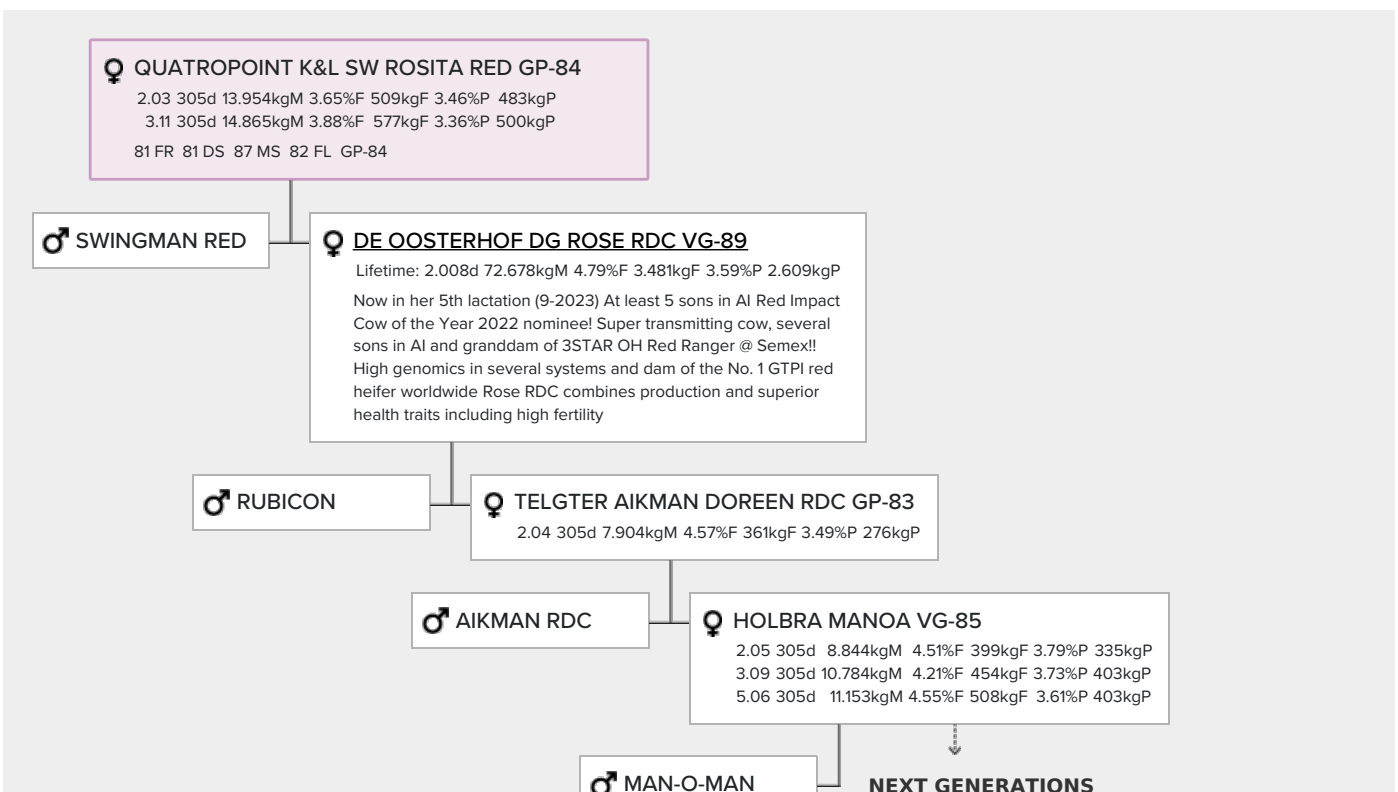 QUATROPOINT K&L SW ROSITA RED GP-84
2.03 305d 13.954kgM 3.65%F 509kgF 3.46%P 483kgP
3.11 305d 14.865kgM 3.88%F 577kgF 3.36%P 500kgP
81 FR 81 DS 87 MS 82 FL GP-84
SWINGMAN RED
DE OOSTERHOF DG ROSE RDC VG-89
Lifetime: 2.008d 72.678kgM 4.79%F 3.481kgF 3.59%P 2.609kgP
Now in her 5th lactation (9-2023) At least 5 sons in AI Red Impact
Cow of the Year 2022 nominee! Super transmitting cow, several
sons in AI and granddam of 3STAR OH Red Ranger @ Semex!!
High genomics in several systems and dam of the No. 1 GTPI red
heifer worldwide Rose RDC combines production and superior
health traits including high fertility
RUBICON
TELGTER AIKMAN DOREEN RDC GP-83
2.04 305d 7.904kgM 4.57%F 361kgF 3.49%P 276kgP
AIKMAN RDC
HOLBRA MANOA VG-85
2.05 305d 8.844kgM 4.51%F 399kgF 3.79%P 335kgP
3.09 305d 10.784kgM 4.21%F 454kgF 3.73%P 403kgP
5.06 305d 11.153kgM 4.55%F 508kgF 3.61%P 403kgP
MAN-O-MAN
NEXT GENERATIONS